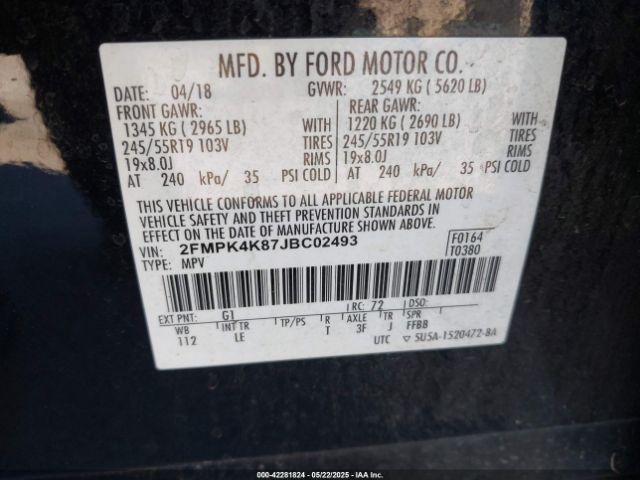 MFD. BY FORD MOTOR CO.
DATE: 04/18 GVWR: 2549 KG ( 5620 LB)
FRONT GAWR: REAR GAWR:
1345 KG ( 2965 LB) WITH 1220 KG ( 2690 LB) WITH
245/55R19 103V TIRES 245/55R19 103V TIRES
19x8.0J RIMS 19x8.0J RIMS
AT 240 kPa/ 35 PSI COLD AT 240 kPa/ 35 PSI COLD
THIS VEHICLE CONFORMS TO ALL APPLICABLE FEDERAL MOTOR
VEHICLE SAFETY AND THEFT PREVENTION STANDARDS IN
EFFECT ON THE DATE OF MANUFACTURE SHOWN ABOVE.
VIN: 2FMPK4K87JBC02493 F0164
TYPE: MPV T0380
EXT PNT: G1 RC: 72 DSO:
WB INT TR TP/PS R AXLE TR SPR
112 LE T 3F J FFBB
UTC ▽ 5U5A-1520472-BA
000-42281824 | 05/22/2025 | IAA Inc.